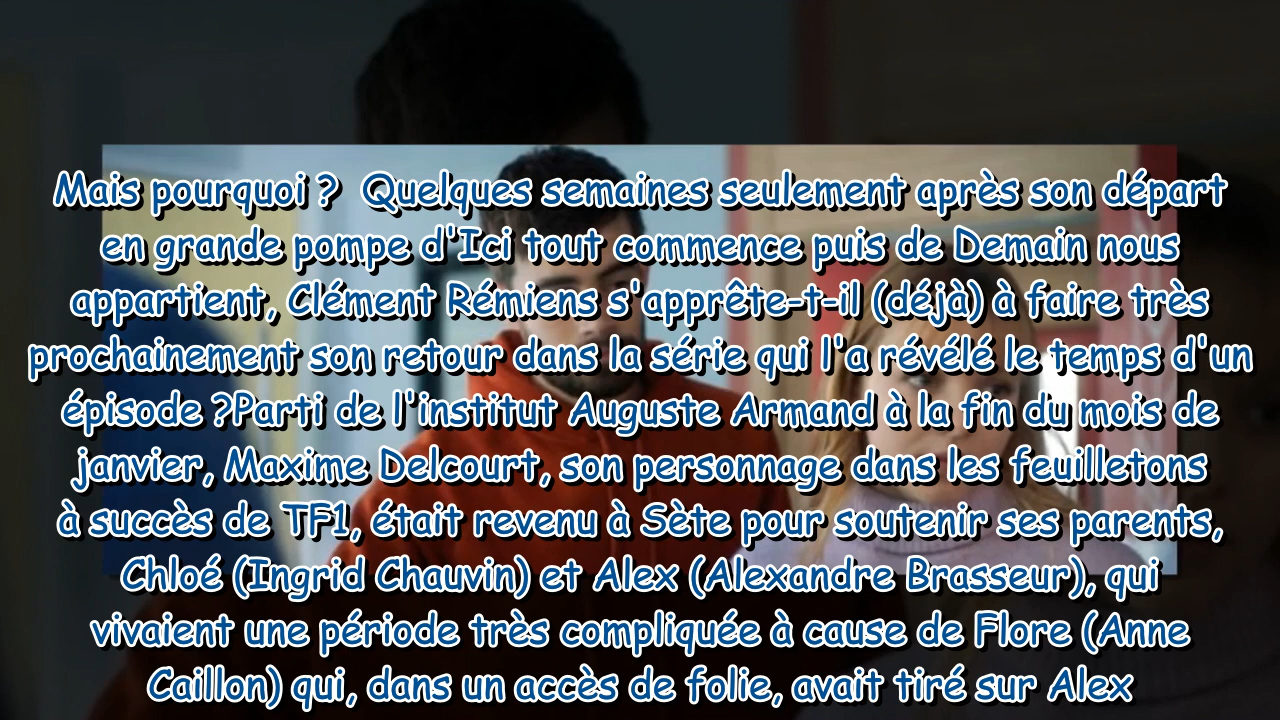 Mais pourquoi ?  Quelques semaines seulement après son départ
en grande pompe d'Ici tout commence puis de Demain nous
appartient, Clément Rémiens s'apprête-t-il (déjà) à faire très
prochainement son retour dans la série qui l'a révélé le temps d'un
épisode ?Parti de l'institut Auguste Armand à la fin du mois de
janvier, Maxime Delcourt, son personnage dans les feuilletons
à succès de TF1, était revenu à Sète pour soutenir ses parents,
Chloé (Ingrid Chauvin) et Alex (Alexandre Brasseur), qui
vivaient une période très compliquée à cause de Flore (Anne
Caillon) qui, dans un accès de folie, avait tiré sur Alex